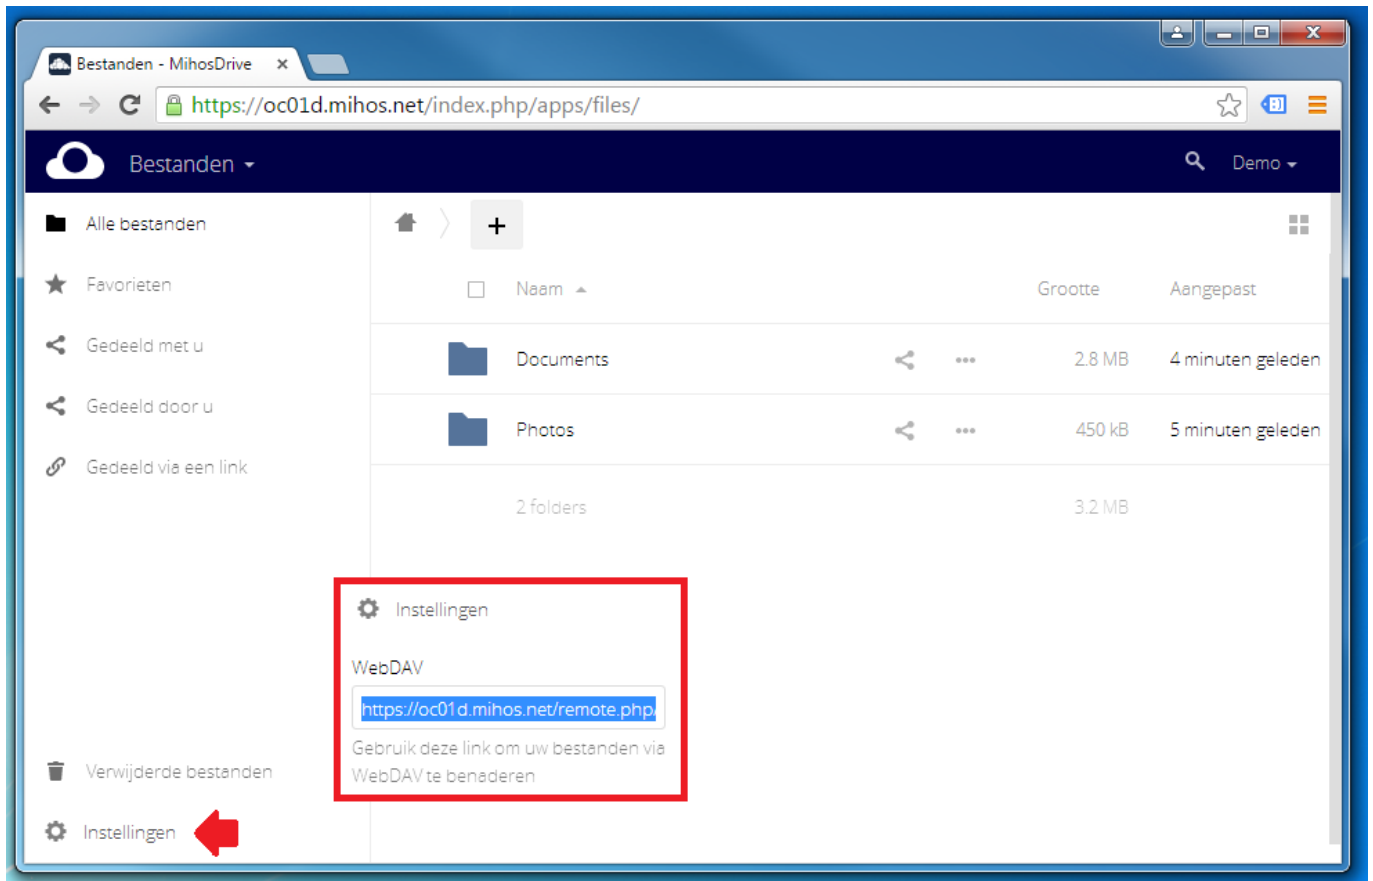 Bestanden - MihosDrive
https://oc01d.mihos.net/index.php/apps/files/
Bestanden
Demo
Alle bestanden
Favorieten
Gedeeld met u
Gedeeld door u
Gedeeld via een link
Naam
Grootte
Aangepast
Documents
2.8 MB
4 minuten geleden
Photos
450 kB
5 minuten geleden
2 folders
3.2 MB
Instellingen
WebDAV
https://oc01d.mihos.net/remote.php/
Gebruik deze link om uw bestanden via
WebDAV te benaderen
Verwijderde bestanden
Instellingen